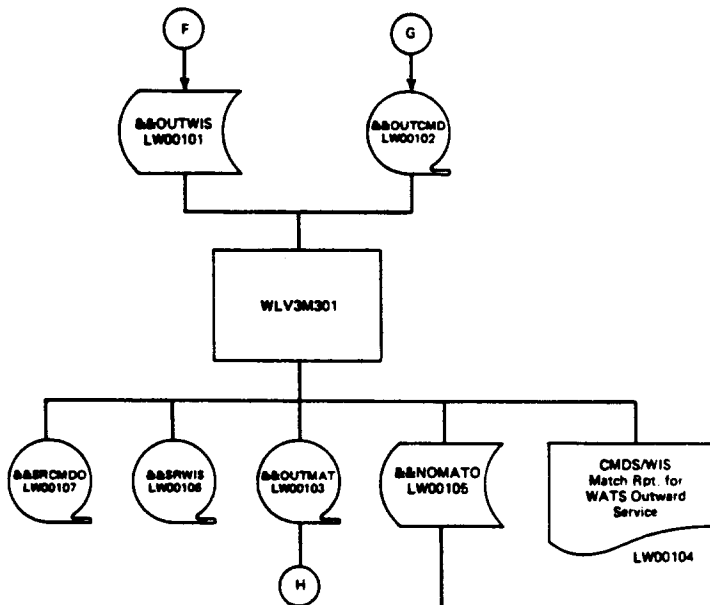 F
G
&&OUTWIS
LW00101
&&OUTCMD
LW00102
WLV3M301
&&SRCMDO
LW00107
&&SRWIS
LW00106
&&OUTMAT
LW00103
&&NOMATO
LW00105
CMDS/WIS
Match Rpt. for
WATS Outward
Service
LW00104
H